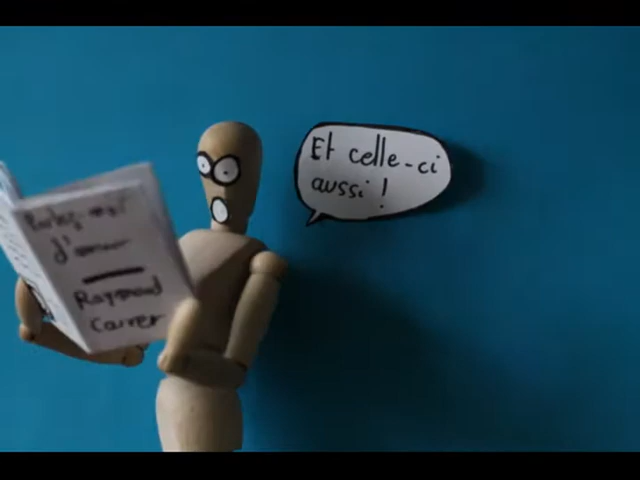 Parlez-moi
d'amour
Raymond
Carver
Et celle-ci
aussi !